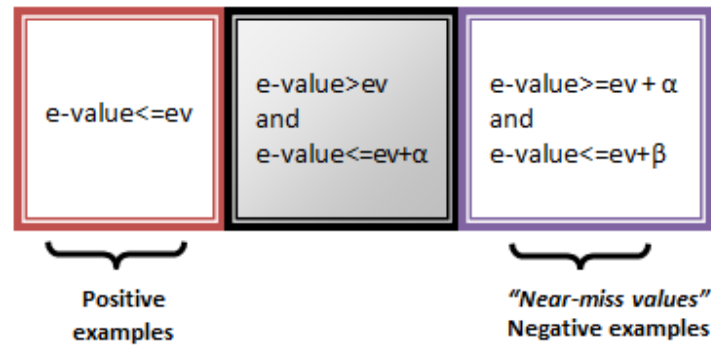 e-value<=ev
e-value>ev
and
e-value<=ev+α
e-value>=ev + α
and
e-value<=ev+β
Positive
examples
“Near-miss values”
Negative examples